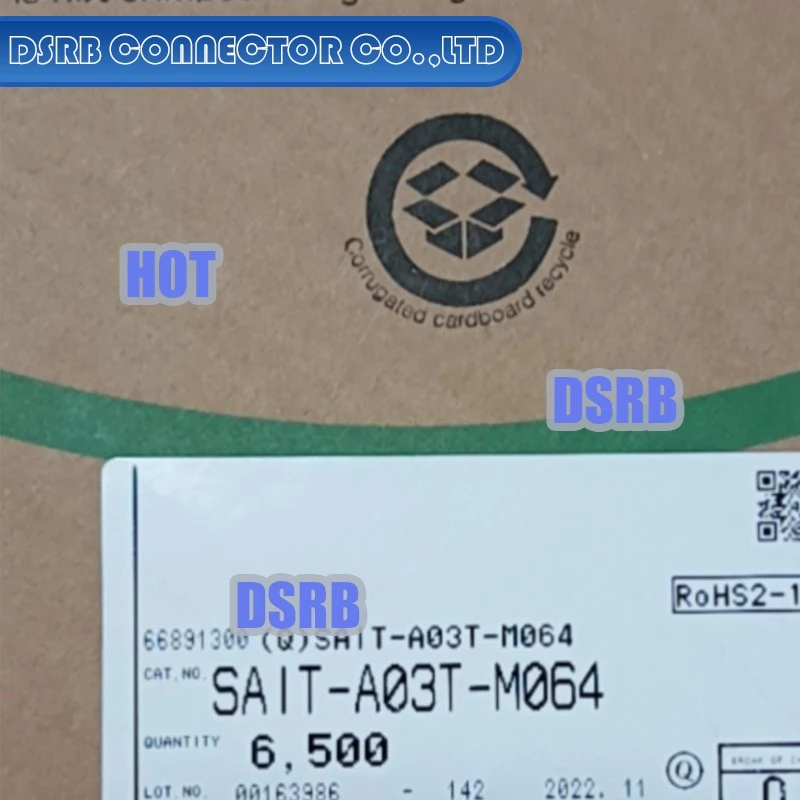 DSRB CONNECTOR CO.,LTD
Corrugated cardboard recycle
HOT
DSRB
DSRB
RoHS2-1
66891300 (Q)SAIT-A03T-M064
CAT.NO. SAIT-A03T-M064
QUANTITY 6,500
Q
LOT.NO. 00163986 - 142 2022.11